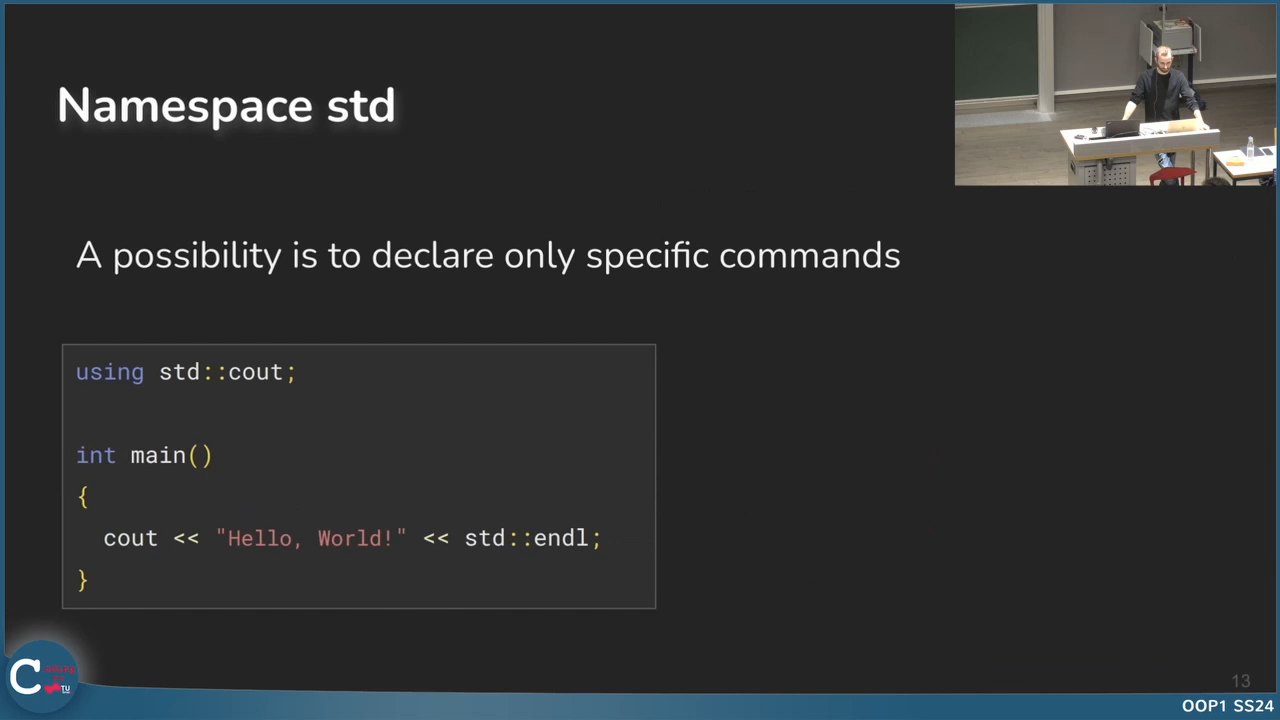 Namespace std
A possibility is to declare only specific commands
using std::cout;
int main()
{
  cout << "Hello, World!" << std::endl;
}
C
TU
13
OOP1 SS24